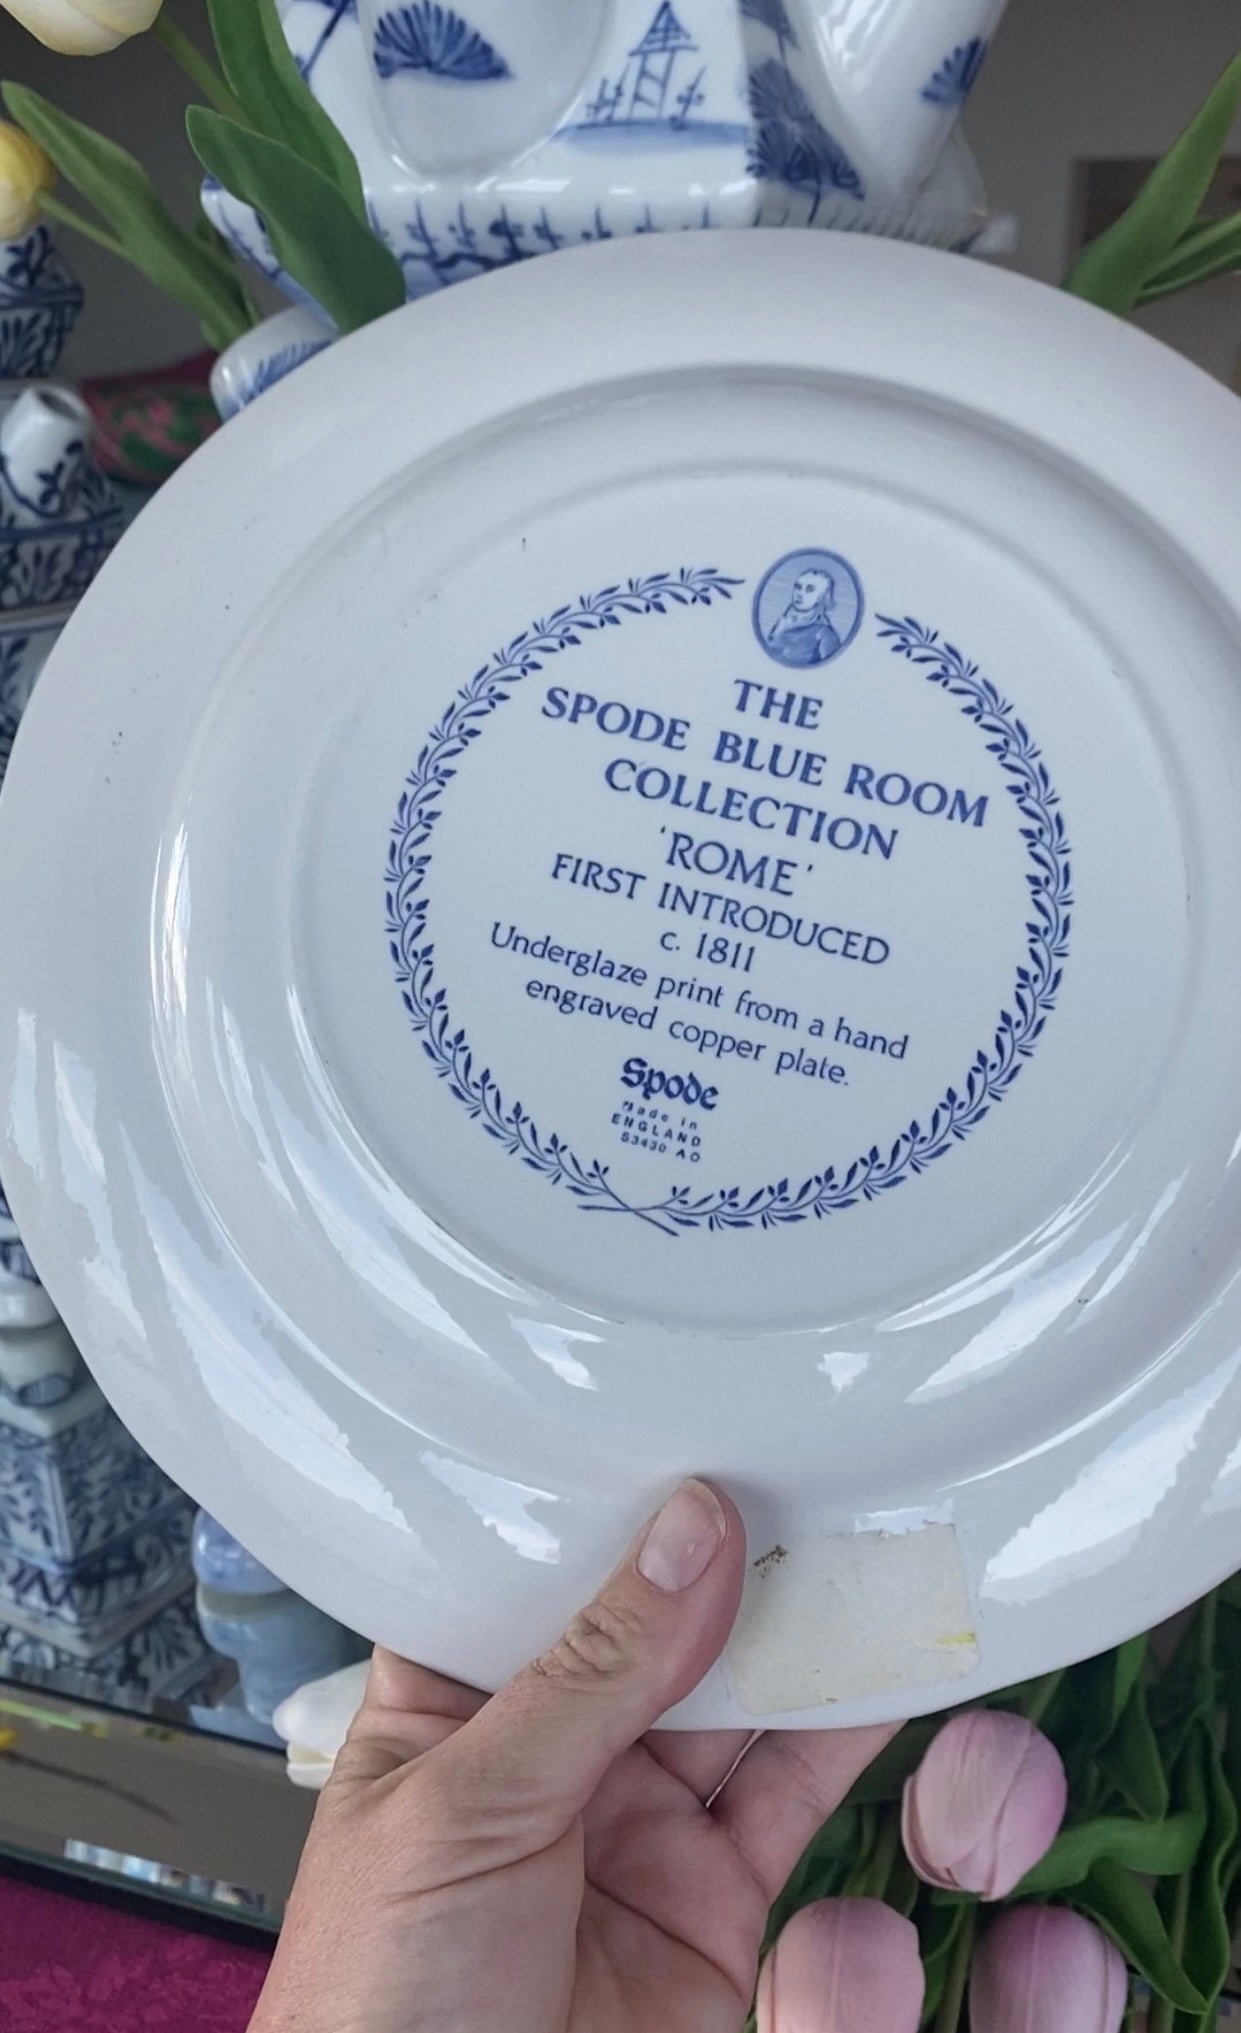 THE
SPODE BLUE ROOM
COLLECTION
'ROME'
FIRST INTRODUCED
c. 1811
Underglaze print from a hand
engraved copper plate.
Spode
Made in
ENGLAND
S3430 AO